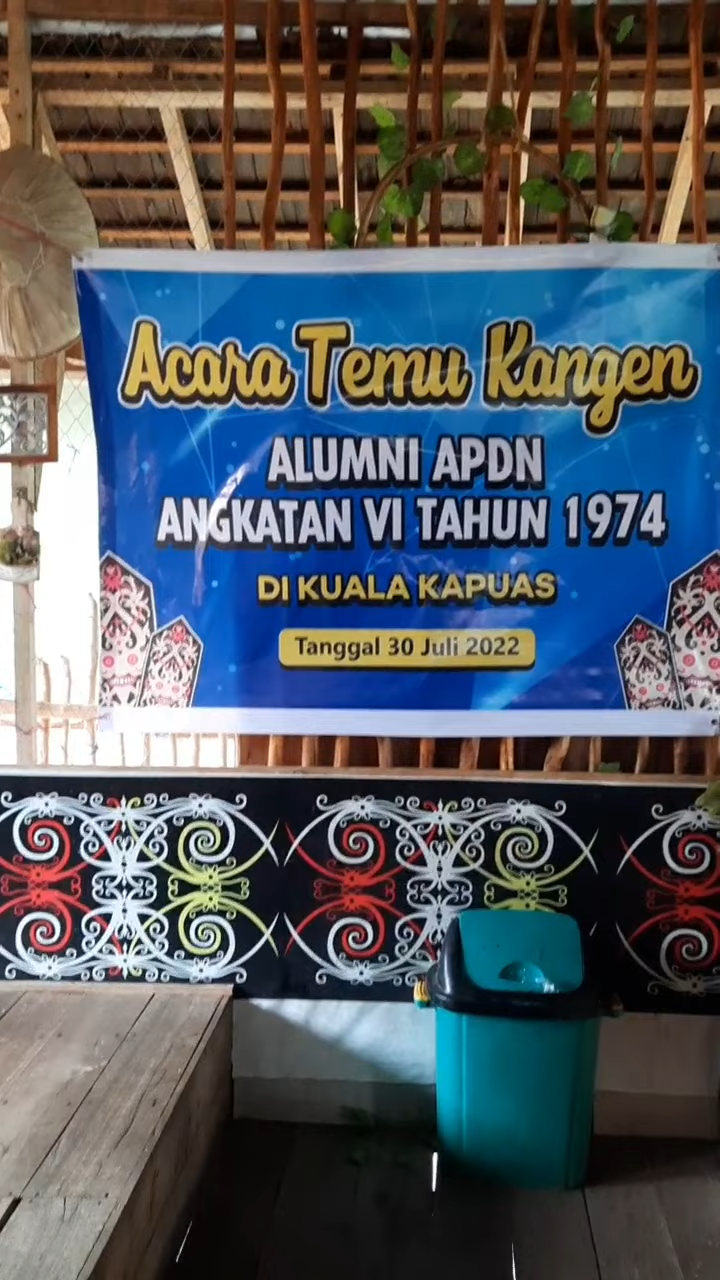 Acara Temu Kangen
ALUMNI APDN
ANGKATAN VI TAHUN 1974
DI KUALA KAPUAS
Tanggal 30 Juli 2022